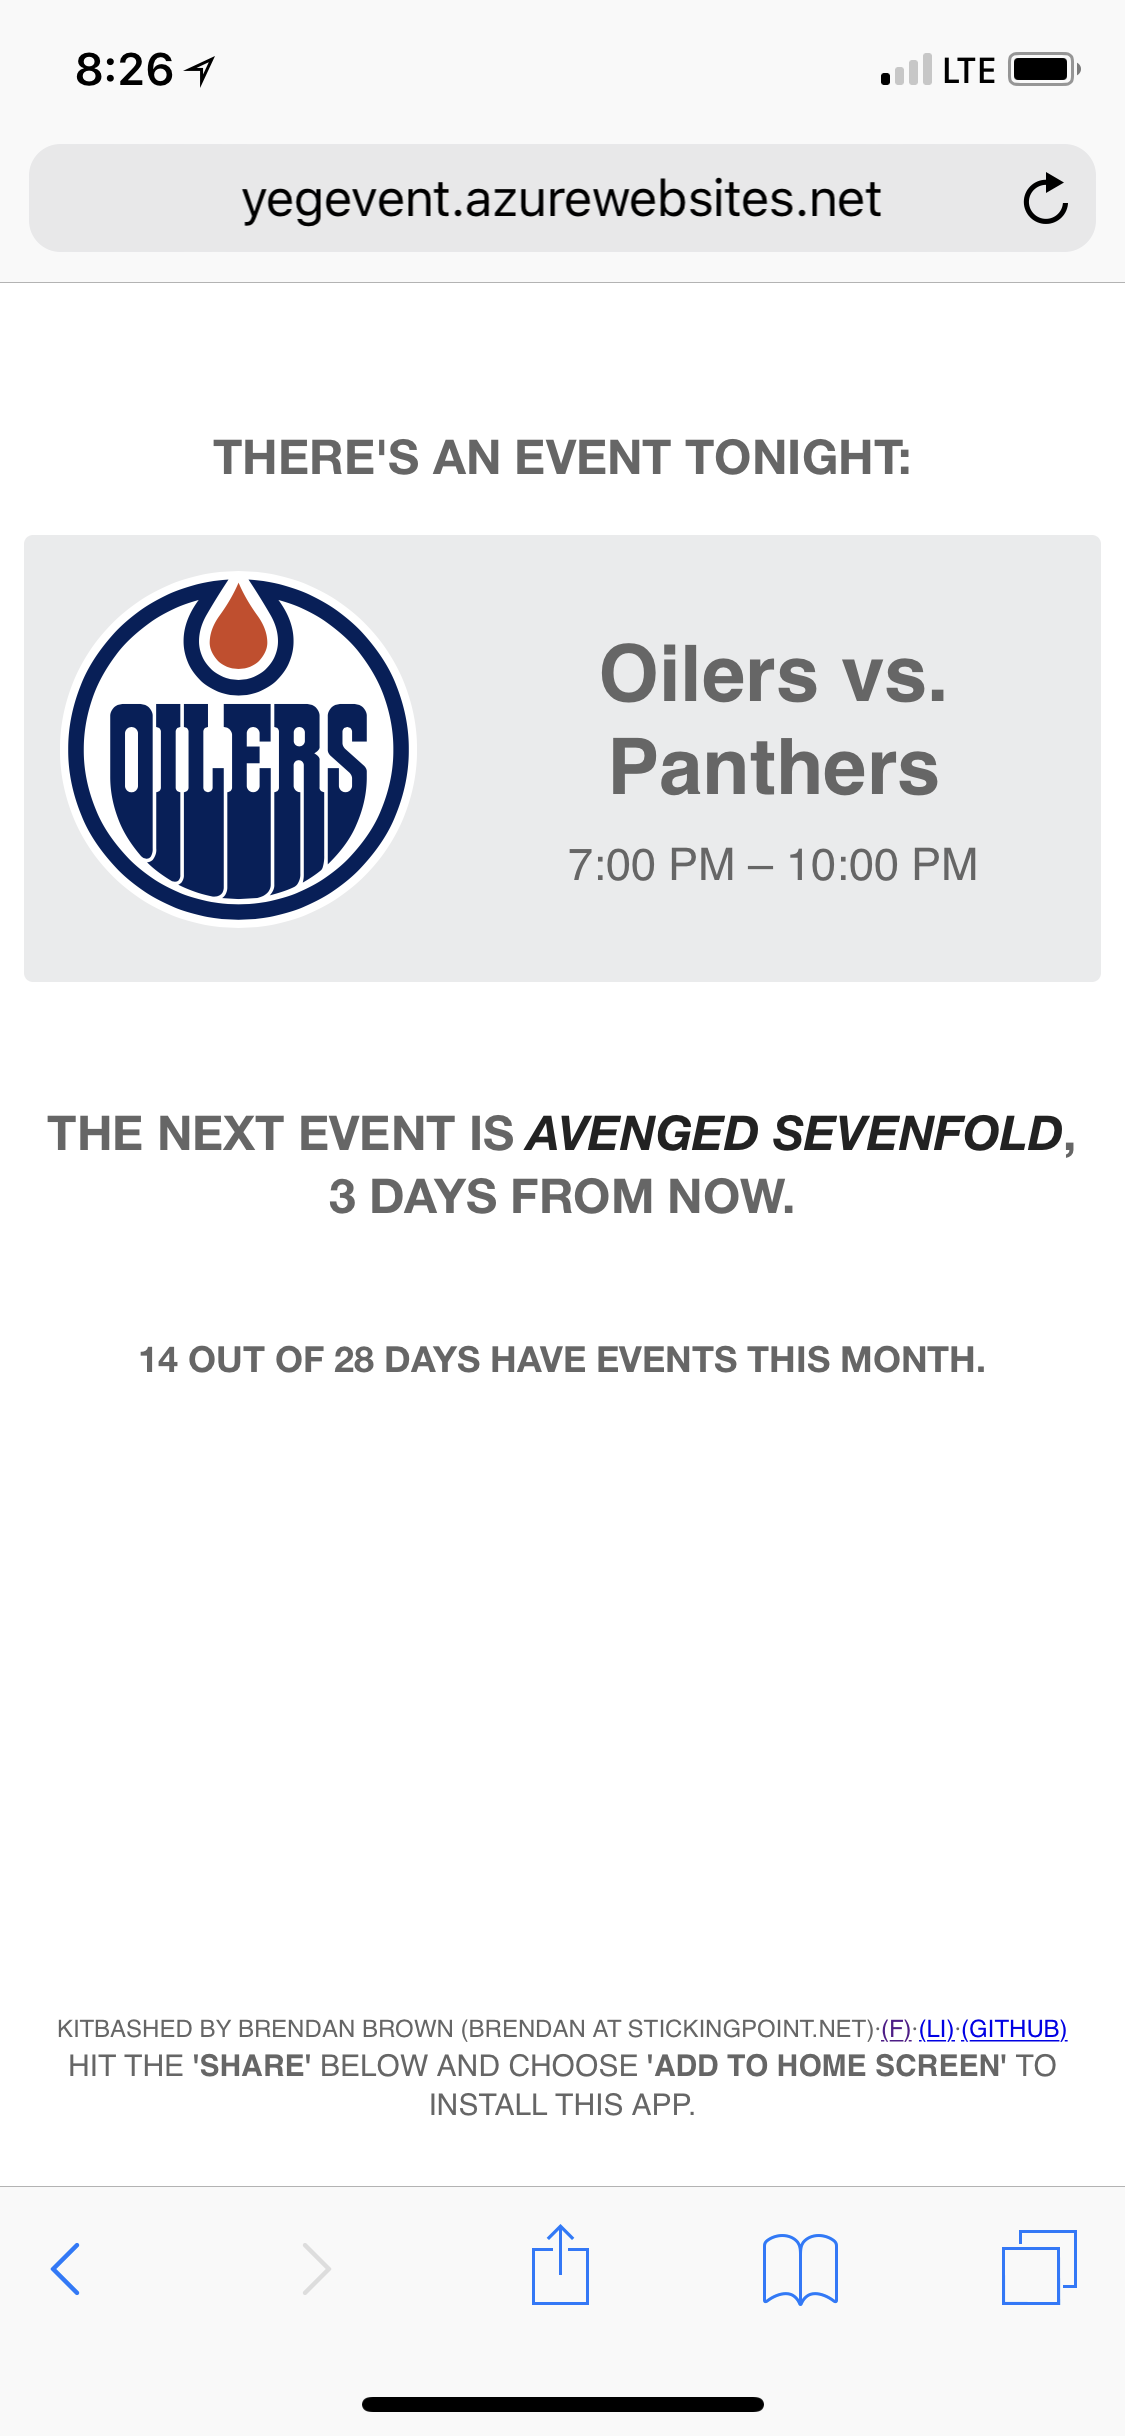 8:26
LTE
yegevent.azurewebsites.net
THERE'S AN EVENT TONIGHT:
OILERS
Oilers vs.
Panthers
7:00 PM – 10:00 PM
THE NEXT EVENT IS AVENGED SEVENFOLD,
3 DAYS FROM NOW.
14 OUT OF 28 DAYS HAVE EVENTS THIS MONTH.
KITBASHED BY BRENDAN BROWN (BRENDAN AT STICKINGPOINT.NET)·(F)·(LI)·(GITHUB)
HIT THE 'SHARE' BELOW AND CHOOSE 'ADD TO HOME SCREEN' TO
INSTALL THIS APP.